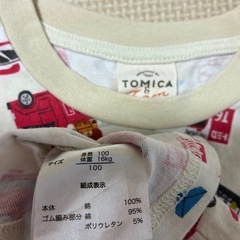 TOMICA
サイズ
身長 100
体重 16kg
100
組成表示
本体 綿 100%
ゴム編み部分 綿 95%
ポリウレタン 5%